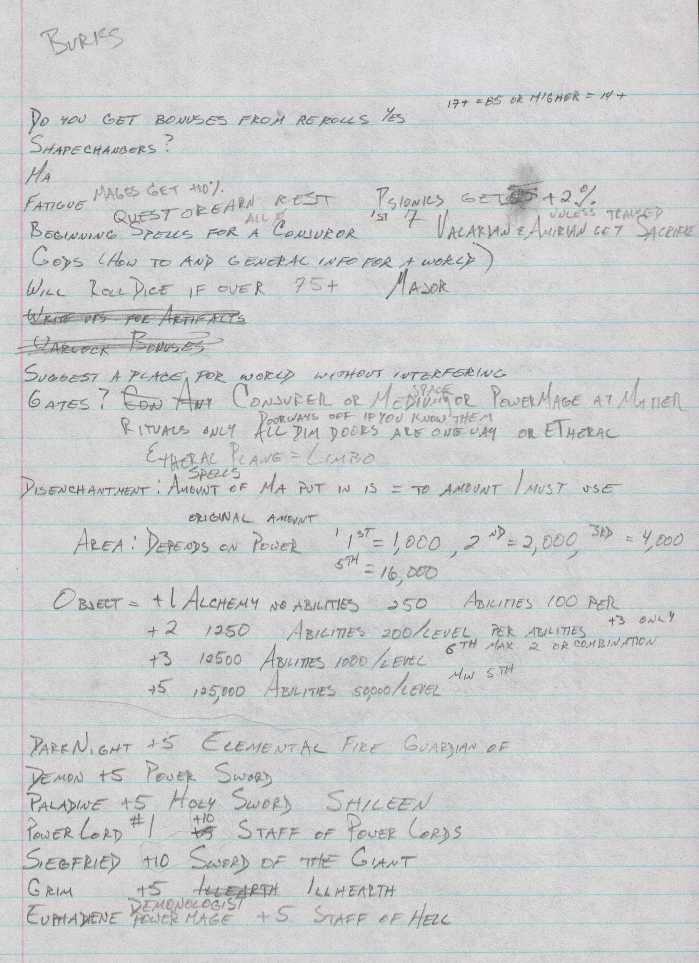 BURKS
17+ = 85 OR HIGHER = 14+
DO YOU GET BONUSES FROM REROLLS YES
SHAPECHANGERS?
MA
FATIGUE MAGES GET +10% REST PSIONICS GET +2%
QUEST OR EARN ALL 1ST 7 UNLESS TRAINED
BEGINNING SPELLS FOR A CONJUROR VALARIAN & AMIRIAN GET SACRIFICE
GODS (HOW TO AND GENERAL INFO FOR A WORLD)
WILL ROLL DICE IF OVER 75+ MAJOR
WRITE UPS FOR ARTIFACTS
WARLOCK BONUSES
SUGGEST A PLACE FOR WORLD WITHOUT INTERFERING
SPACE
GATES? CON ANY CONJURER OR MEDIUM OR POWERMAGE AT MATTER
DOORWAYS OFF IF YOU KNOW THEM
RITUALS ONLY ALL DIM DOORS ARE ONE WAY OR ETHERAL
ETHERAL PLANE = LIMBO
SPELLS
DISENCHANTMENT: AMOUNT OF MA PUT IN IS = TO AMOUNT I MUST USE
ORIGINAL AMOUNT
AREA: DEPENDS ON POWER 1ST = 1,000, 2ND = 2,000, 3RD = 4,000
5TH = 16,000
OBJECT = +1 ALCHEMY NO ABILITIES 250 ABILITIES 100 PER
+2 1250 ABILITIES 200/LEVEL PER ABILITIES +3 ONLY
6TH MAX 2 OR COMBINATION
+3 12500 ABILITIES 1000/LEVEL
MIN 5TH
+5 125,000 ABILITIES 50,000/LEVEL
DARKNIGHT +5 ELEMENTAL FIRE GUARDIAN OF
DEMON +5 POWER SWORD
PALADINE +5 HOLY SWORD SHILEEN
POWER LORD #1 +10 +5 STAFF OF POWER LORDS
SIEGFRIED +10 SWORD OF THE GIANT
GRIM +5 ILLEARTH ILLHEARTH
DEMONOLOGIST
EUPHADENE POWER MAGE +5 STAFF OF HELL